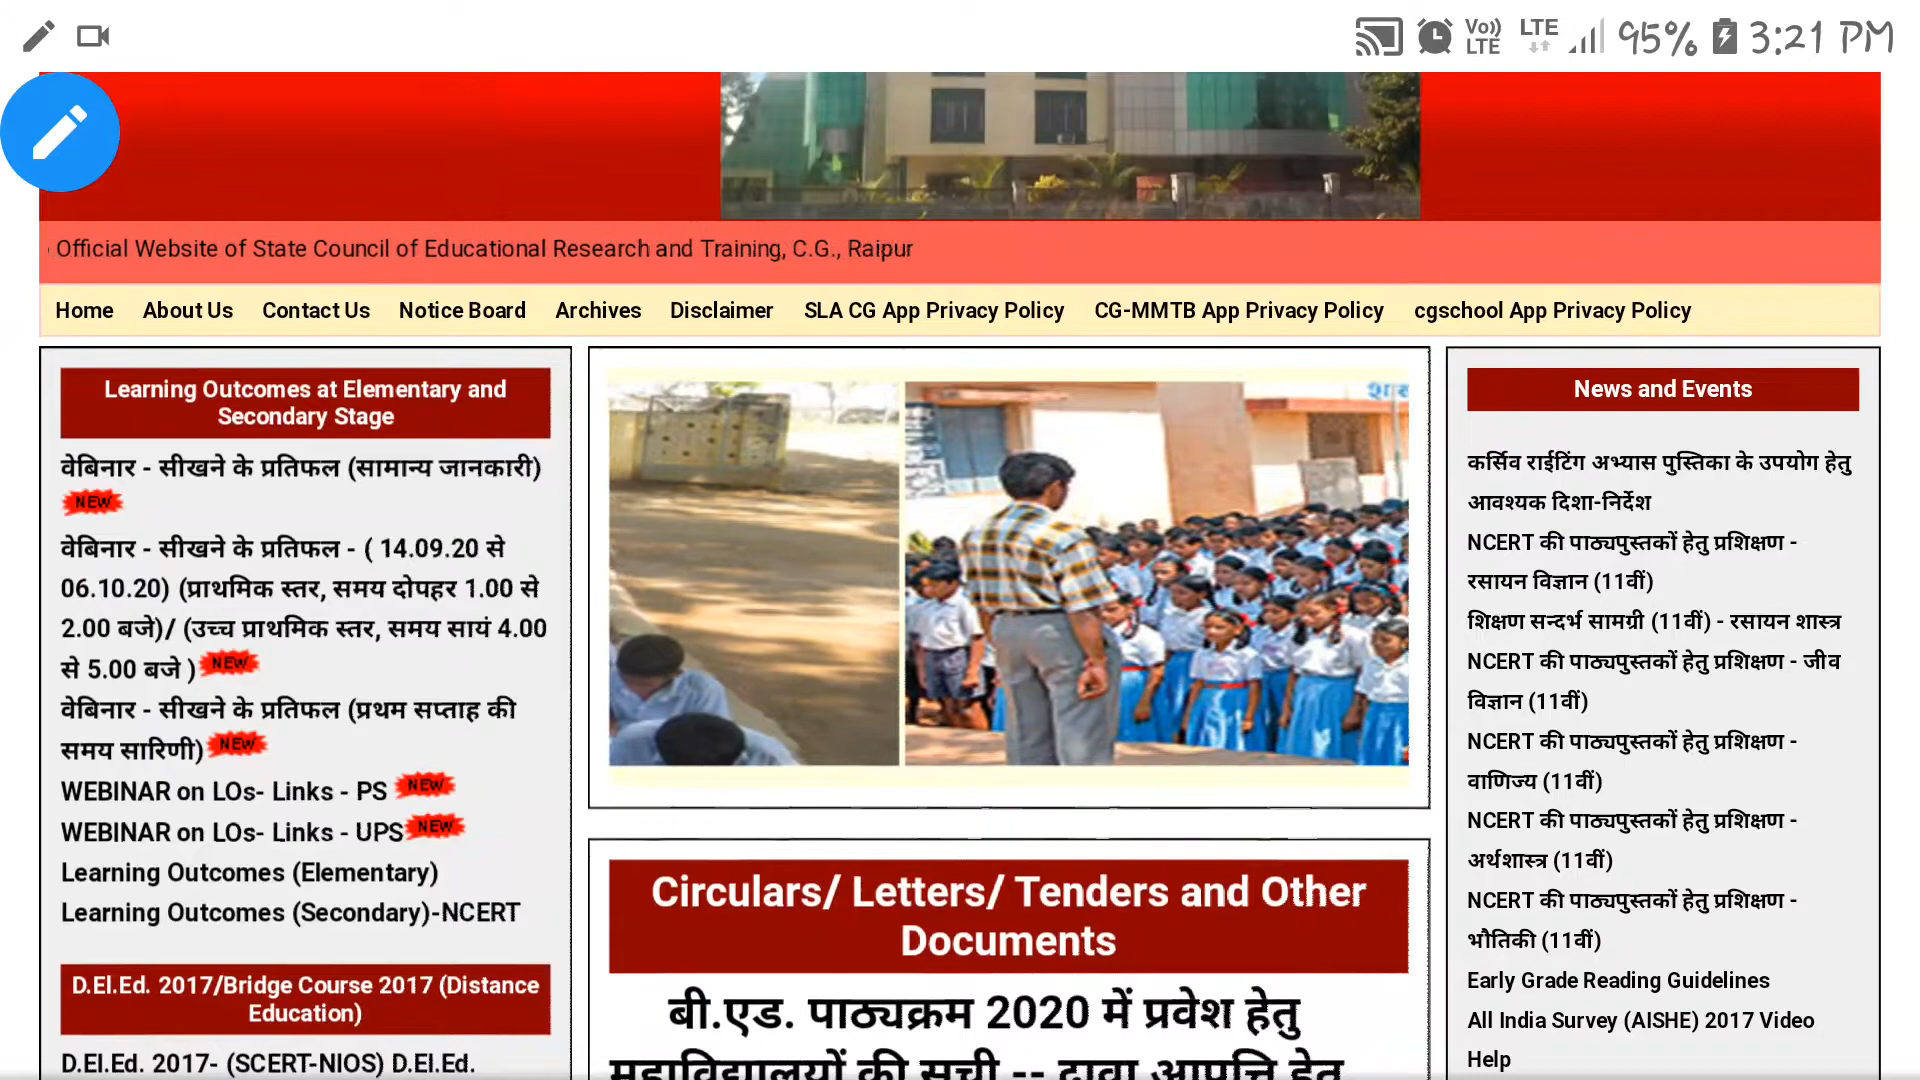 Vo)) LTE LTE 95% 3:21 PM
Official Website of State Council of Educational Research and Training, C.G., Raipur
Home About Us Contact Us Notice Board Archives Disclaimer SLA CG App Privacy Policy CG-MMTB App Privacy Policy cgschool App Privacy Policy
Learning Outcomes at Elementary and
Secondary Stage
वेबिनार - सीखने के प्रतिफल (सामान्य जानकारी)
NEW
वेबिनार - सीखने के प्रतिफल - ( 14.09.20 से
06.10.20) (प्राथमिक स्तर, समय दोपहर 1.00 से
2.00 बजे)/ (उच्च प्राथमिक स्तर, समय सायं 4.00
से 5.00 बजे ) NEW
वेबिनार - सीखने के प्रतिफल (प्रथम सप्ताह की
समय सारिणी) NEW
WEBINAR on LOs- Links - PS NEW
WEBINAR on LOs- Links - UPS NEW
Learning Outcomes (Elementary)
Learning Outcomes (Secondary)-NCERT
D.El.Ed. 2017/Bridge Course 2017 (Distance
Education)
D.El.Ed. 2017- (SCERT-NIOS) D.El.Ed.
Circulars/ Letters/ Tenders and Other
Documents
बी.एड. पाठ्यक्रम 2020 में प्रवेश हेतु
महाविद्यालयों की सूची -- दावा आपत्ति हेतु
News and Events
कर्सिव राईटिंग अभ्यास पुस्तिका के उपयोग हेतु
आवश्यक दिशा-निर्देश
NCERT की पाठ्यपुस्तकों हेतु प्रशिक्षण -
रसायन विज्ञान (11वीं)
शिक्षण सन्दर्भ सामग्री (11वीं) - रसायन शास्त्र
NCERT की पाठ्यपुस्तकों हेतु प्रशिक्षण - जीव
विज्ञान (11वीं)
NCERT की पाठ्यपुस्तकों हेतु प्रशिक्षण -
वाणिज्य (11वीं)
NCERT की पाठ्यपुस्तकों हेतु प्रशिक्षण -
अर्थशास्त्र (11वीं)
NCERT की पाठ्यपुस्तकों हेतु प्रशिक्षण -
भौतिकी (11वीं)
Early Grade Reading Guidelines
All India Survey (AISHE) 2017 Video
Help